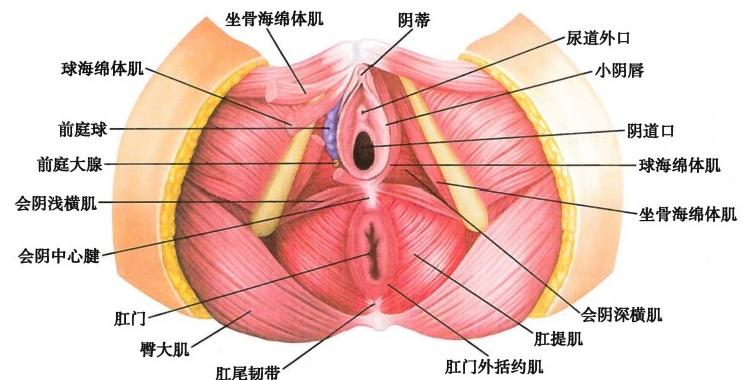 坐骨海绵体肌
阴蒂
尿道外口
球海绵体肌
小阴唇
前庭球
阴道口
前庭大腺
球海绵体肌
会阴浅横肌
坐骨海绵体肌
会阴中心腱
肛门
会阴深横肌
臀大肌
肛提肌
肛尾韧带
肛门外括约肌